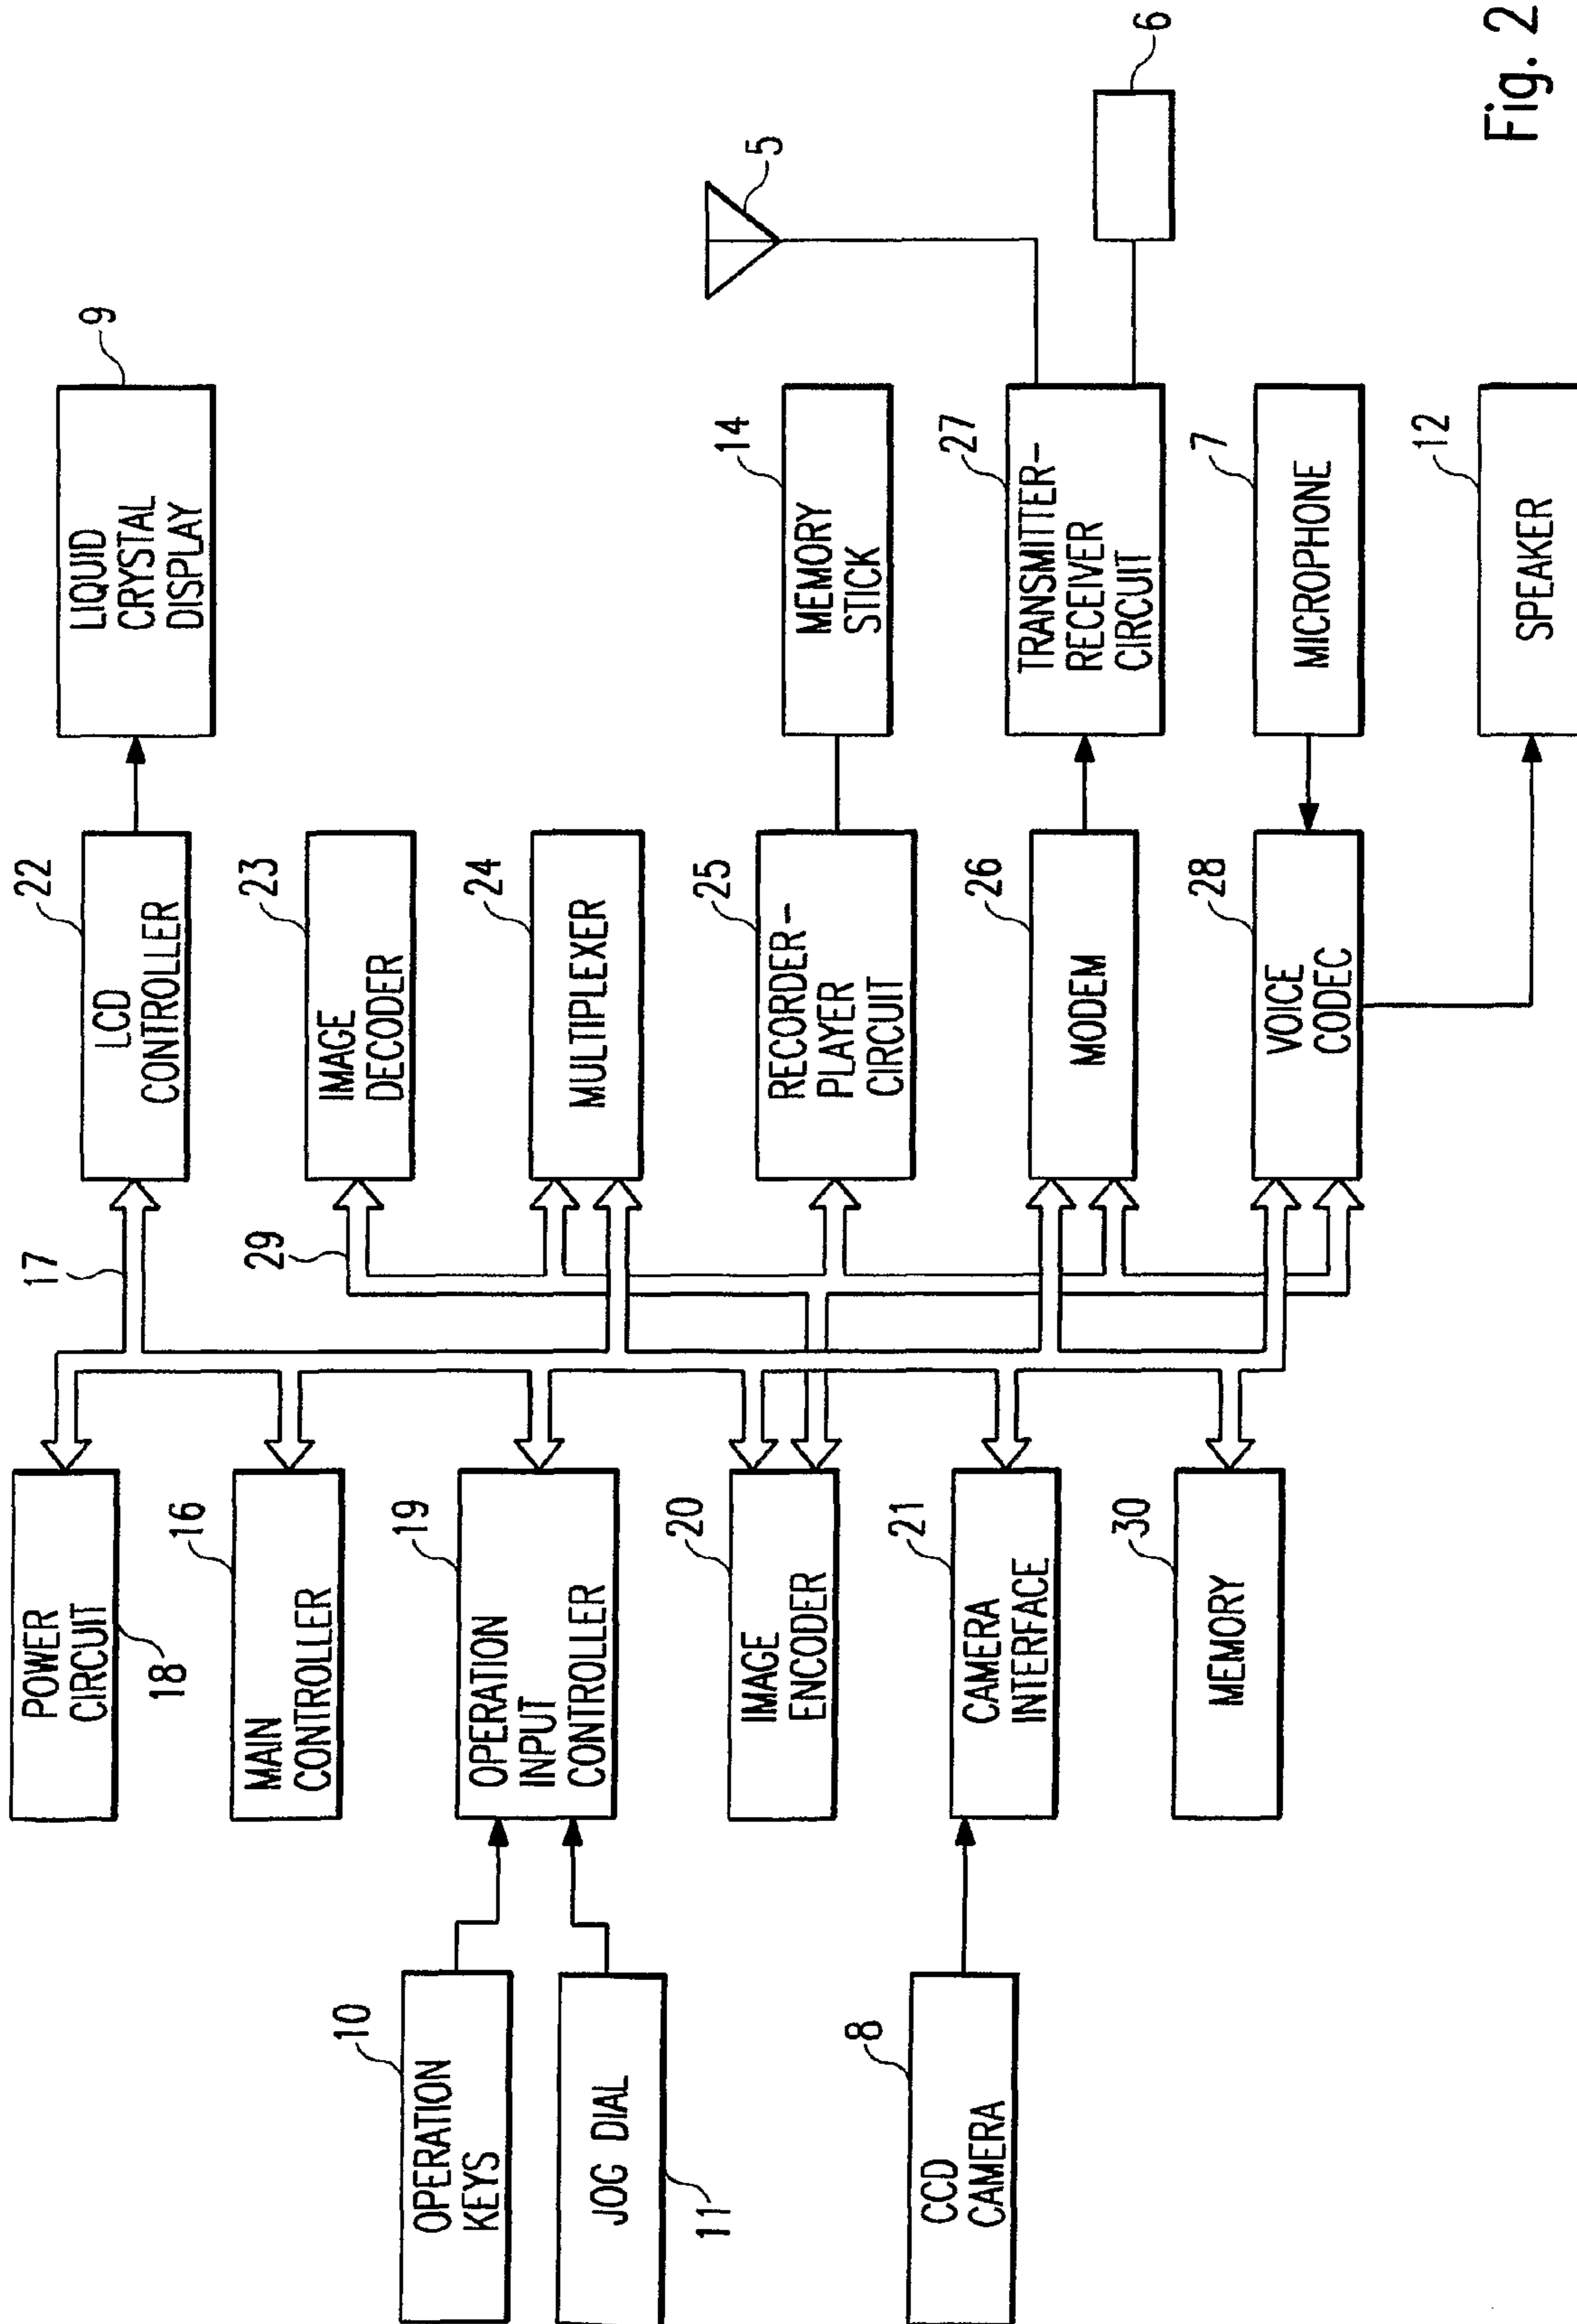 10
OPERATION
KEYS
JOG DIAL
11
8
CCD
CAMERA
POWER
CIRCUIT
18
16
MAIN
CONTROLLER
19
OPERATION
INPUT
CONTROLLER
20
IMAGE
ENCODER
21
CAMERA
INTERFACE
30
MEMORY
17
29
22
LCD
CONTROLLER
23
IMAGE
DECODER
24
MULTIPLEXER
25
RECORDER-
PLAYER
CIRCUIT
26
MODEM
28
VOICE
CODEC
9
LIQUID
CRYSTAL
DISPLAY
14
MEMORY
STICK
27
TRANSMITTER-
RECEIVER
CIRCUIT
7
MICROPHONE
12
SPEAKER
5
6
Fig. 2